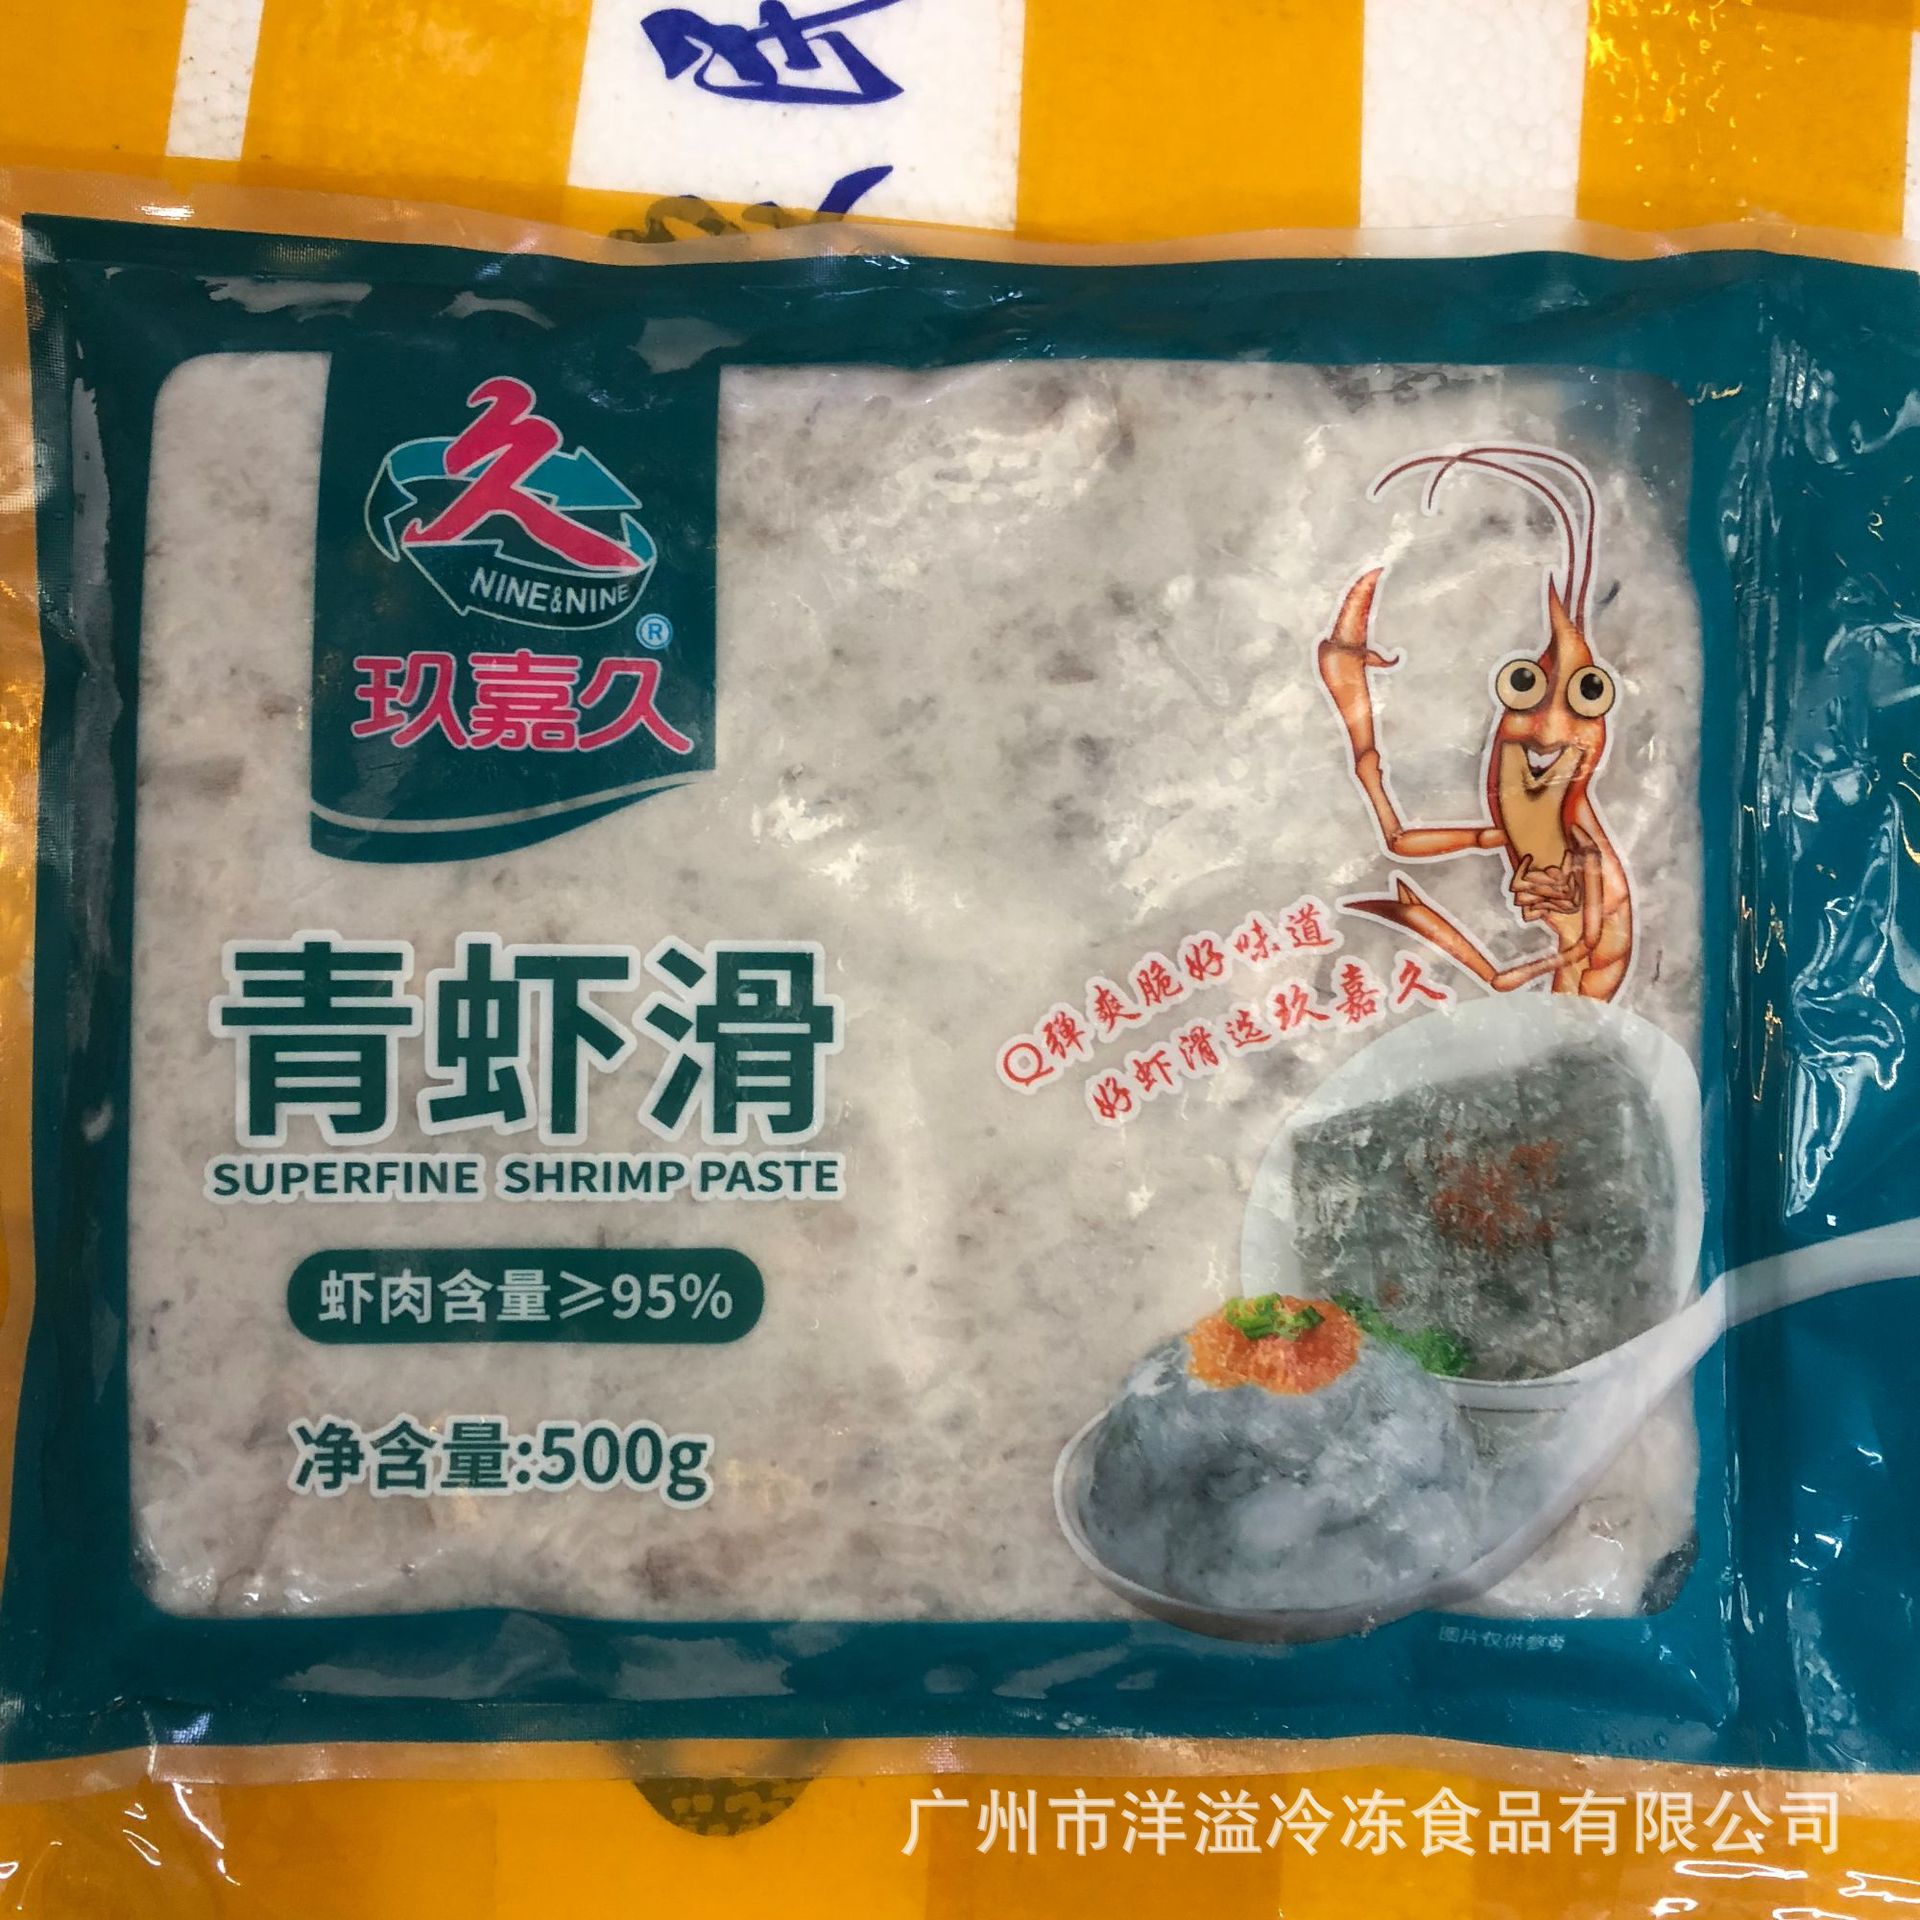 久
NINE&NINE
®
玖嘉久
Q弹爽脆好味道
好虾滑选玖嘉久
青虾滑
SUPERFINE SHRIMP PASTE
虾肉含量≥95%
净含量:500g
图片仅供参考
广州市洋溢冷冻食品有限公司